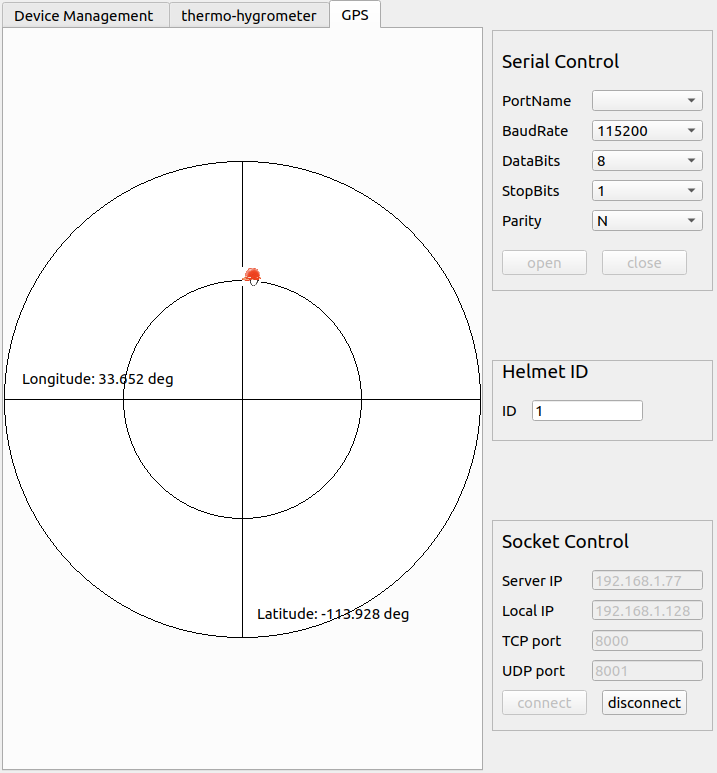 Device Management
thermo-hygrometer
GPS
Longitude: 33.652 deg
Latitude: -113.928 deg
Serial Control
PortName
BaudRate 115200
DataBits 8
StopBits 1
Parity N
open close
Helmet ID
ID 1
Socket Control
Server IP 192.168.1.77
Local IP 192.168.1.128
TCP port 8000
UDP port 8001
connect disconnect